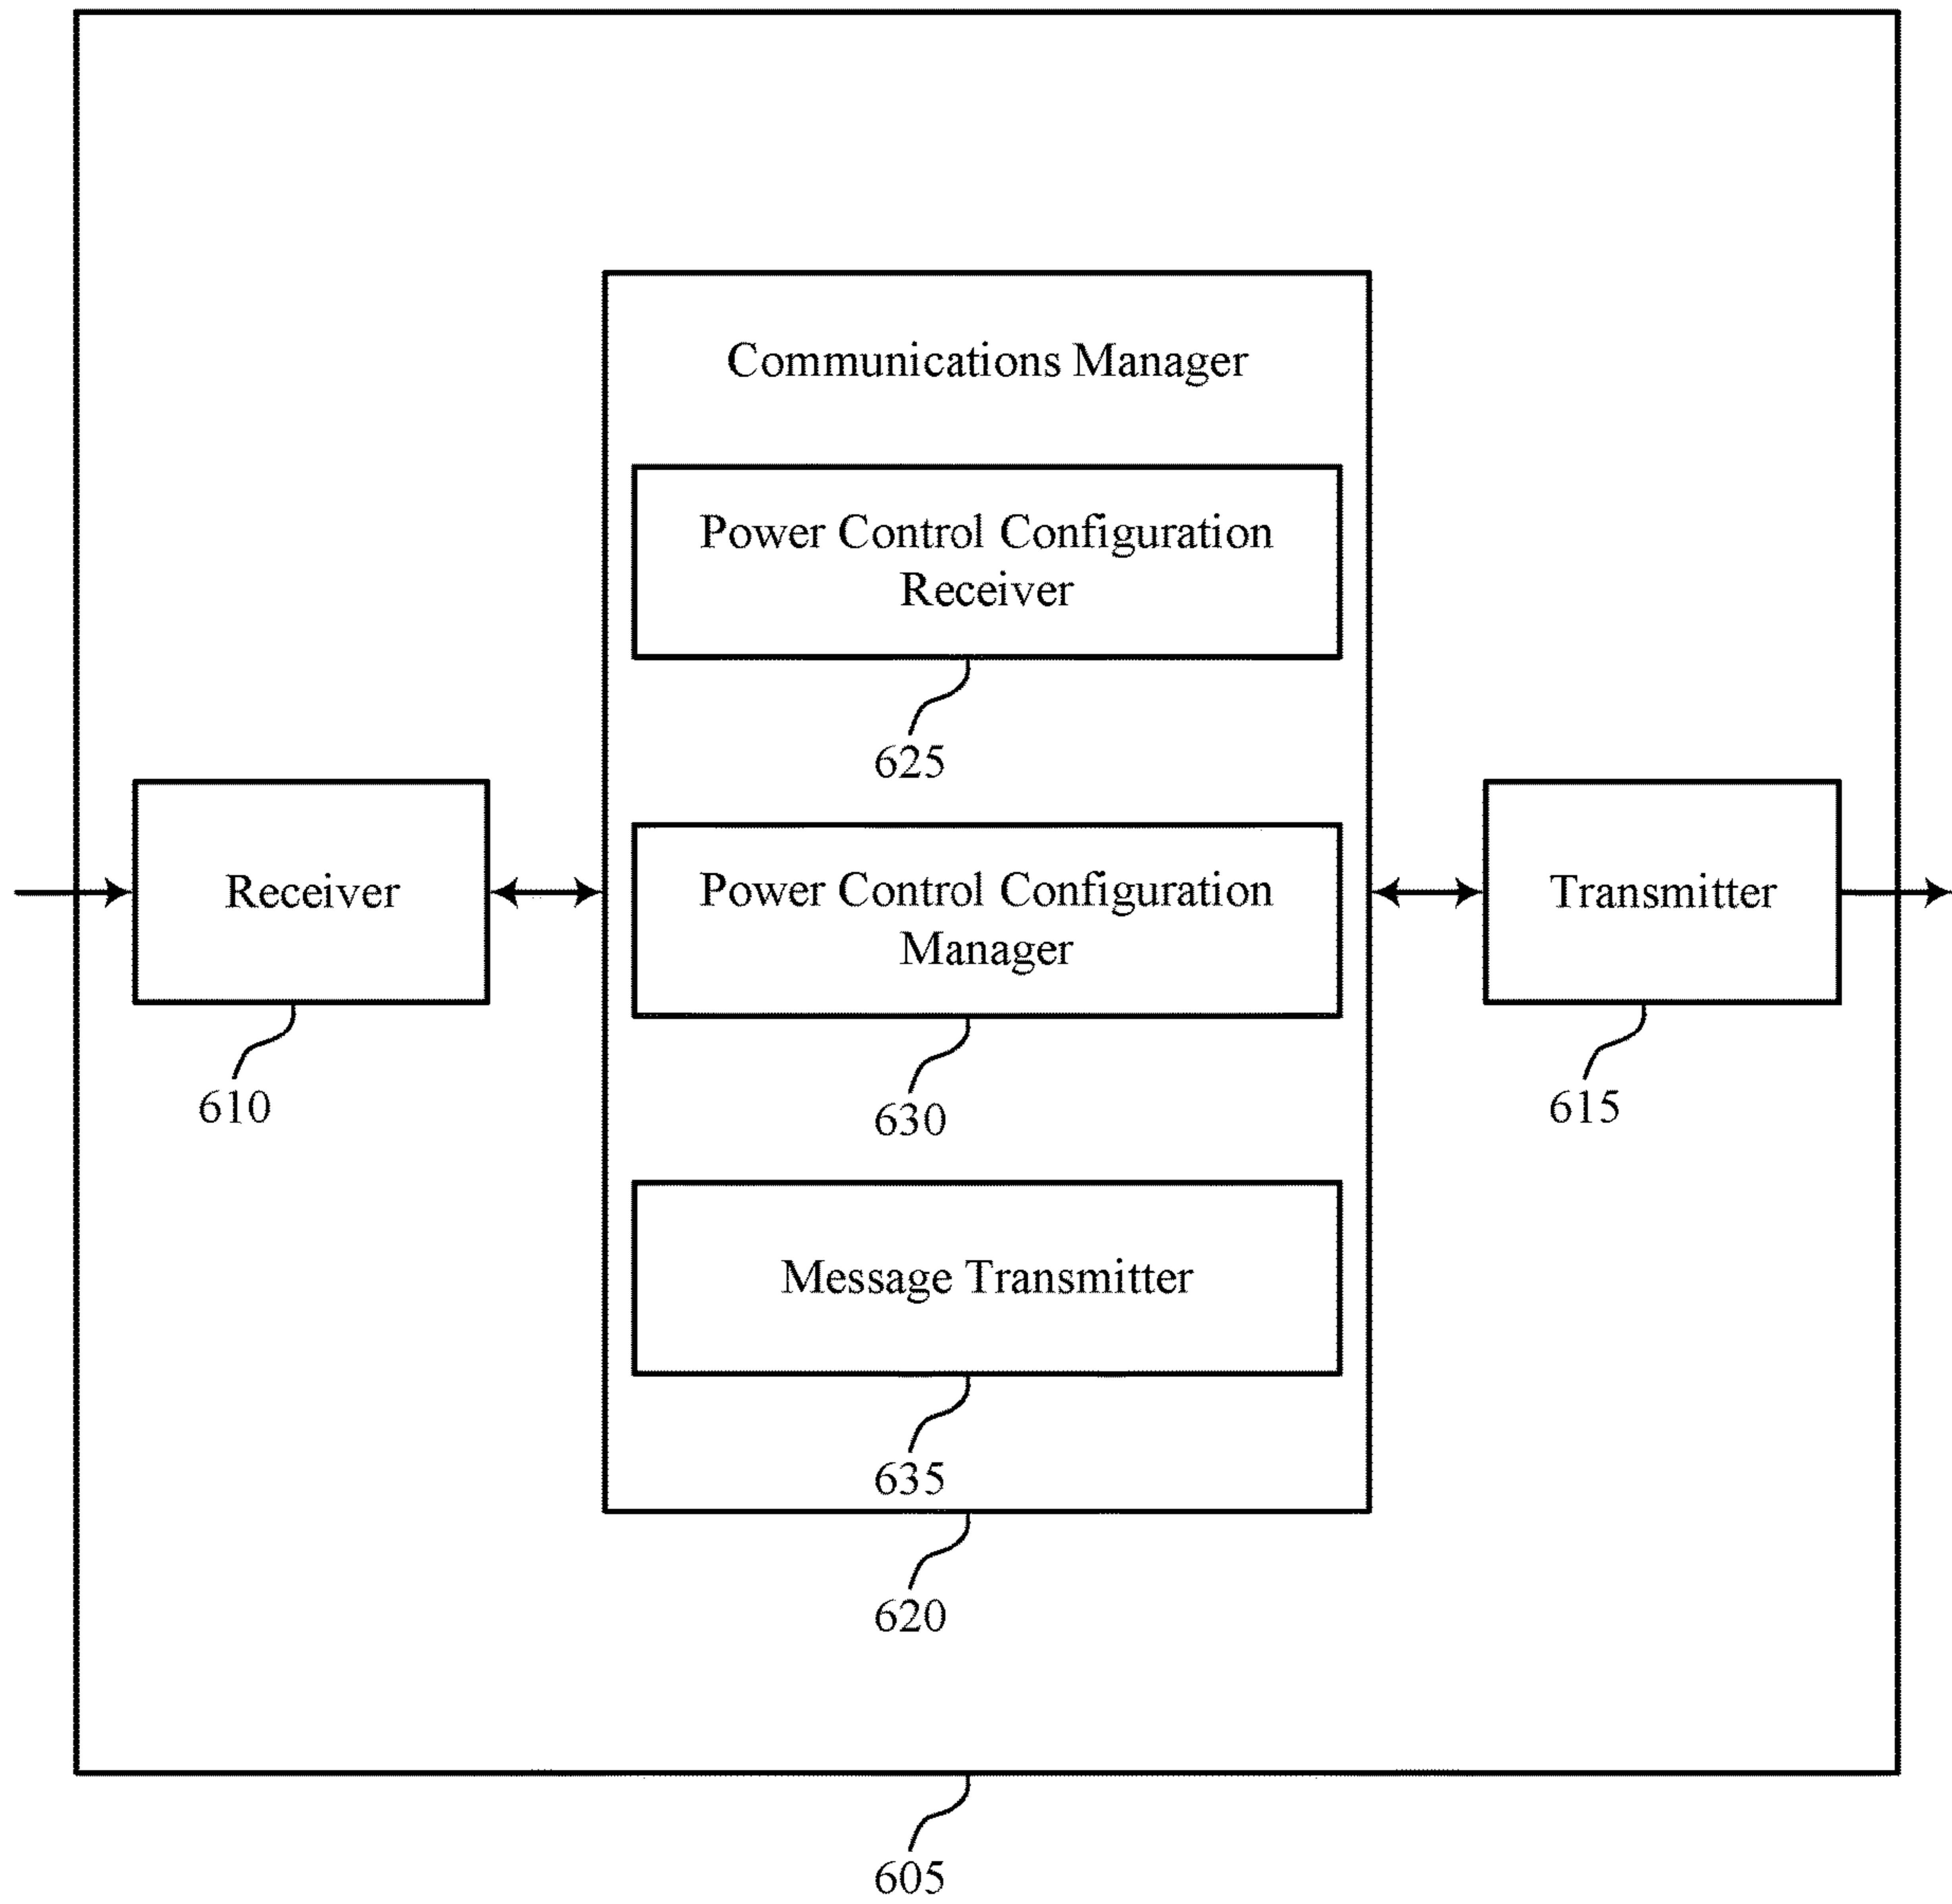 Communications Manager
Power Control Configuration
Receiver
625
Receiver
610
Power Control Configuration
Manager
630
Transmitter
615
Message Transmitter
635
620
605